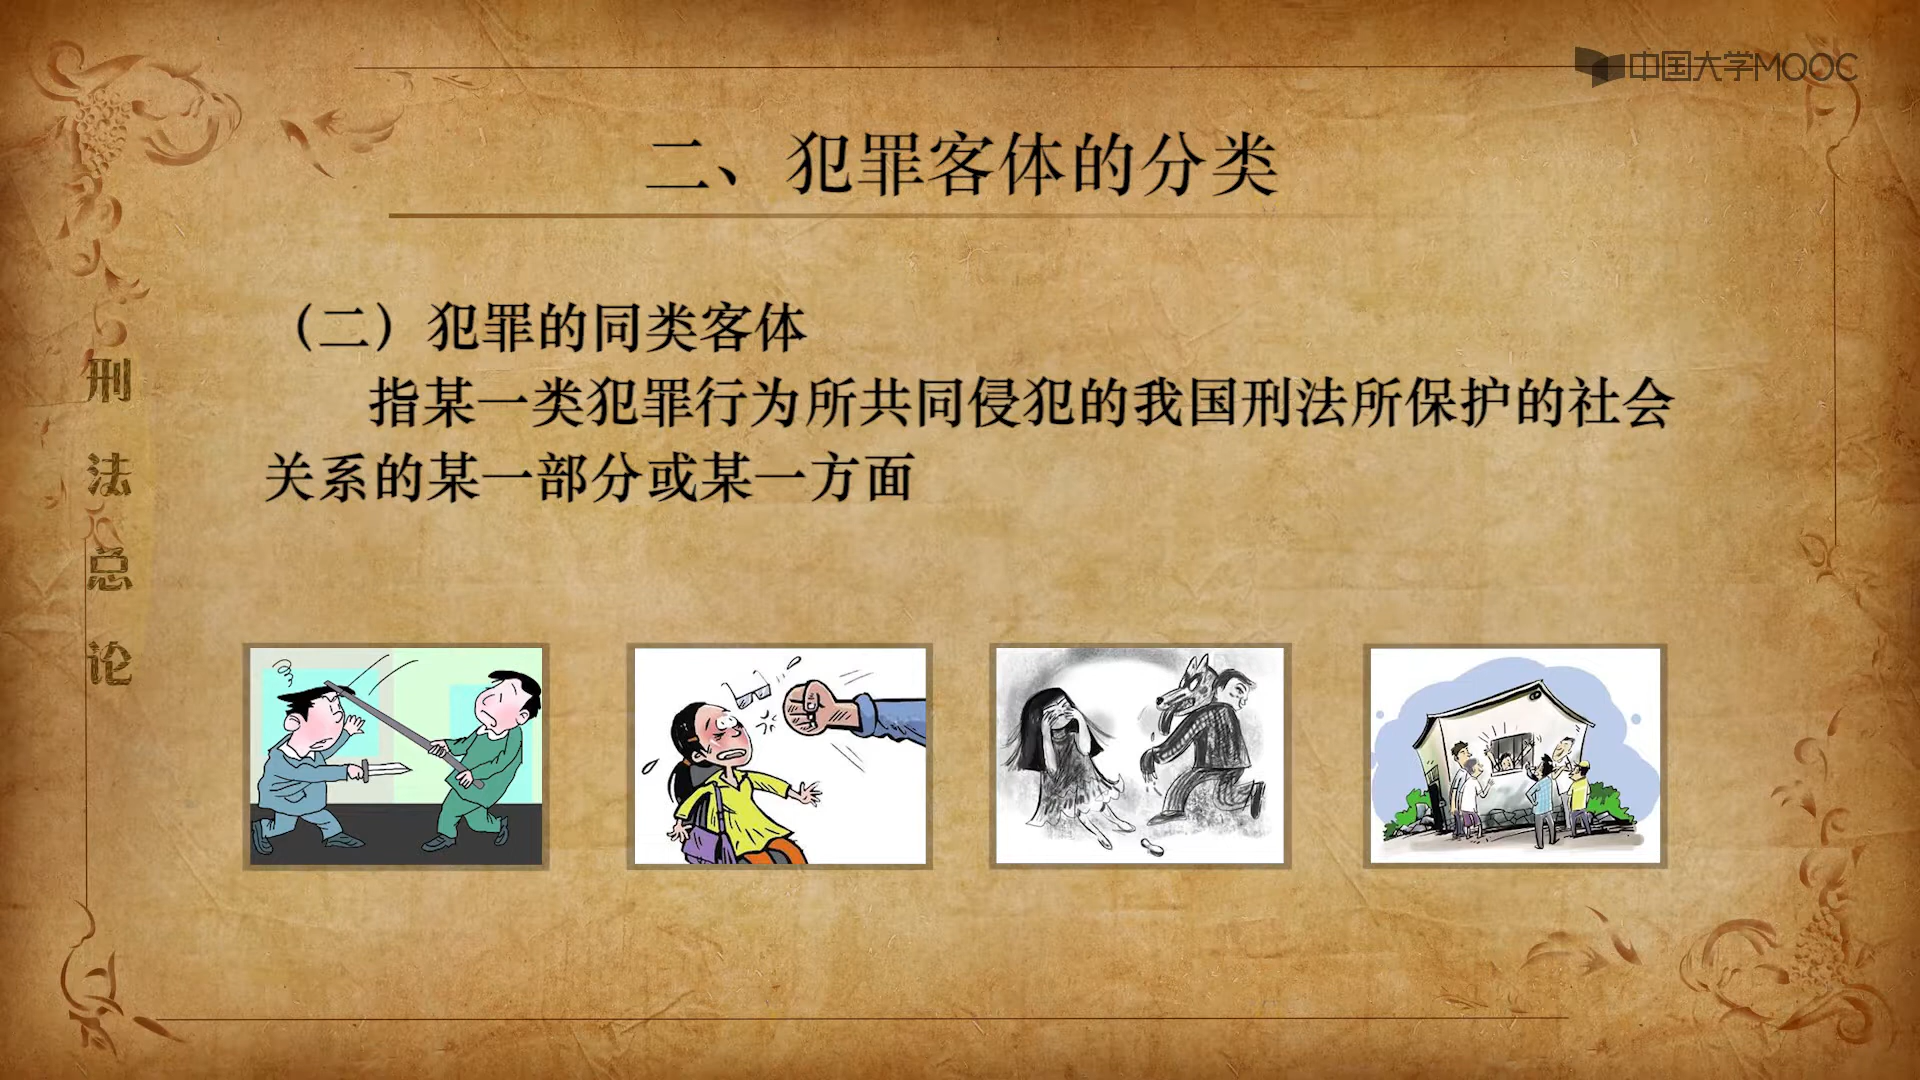 中国大学MOOC
二、犯罪客体的分类
（二）犯罪的同类客体
指某一类犯罪行为所共同侵犯的我国刑法所保护的社会
关系的某一部分或某一方面
刑法总论